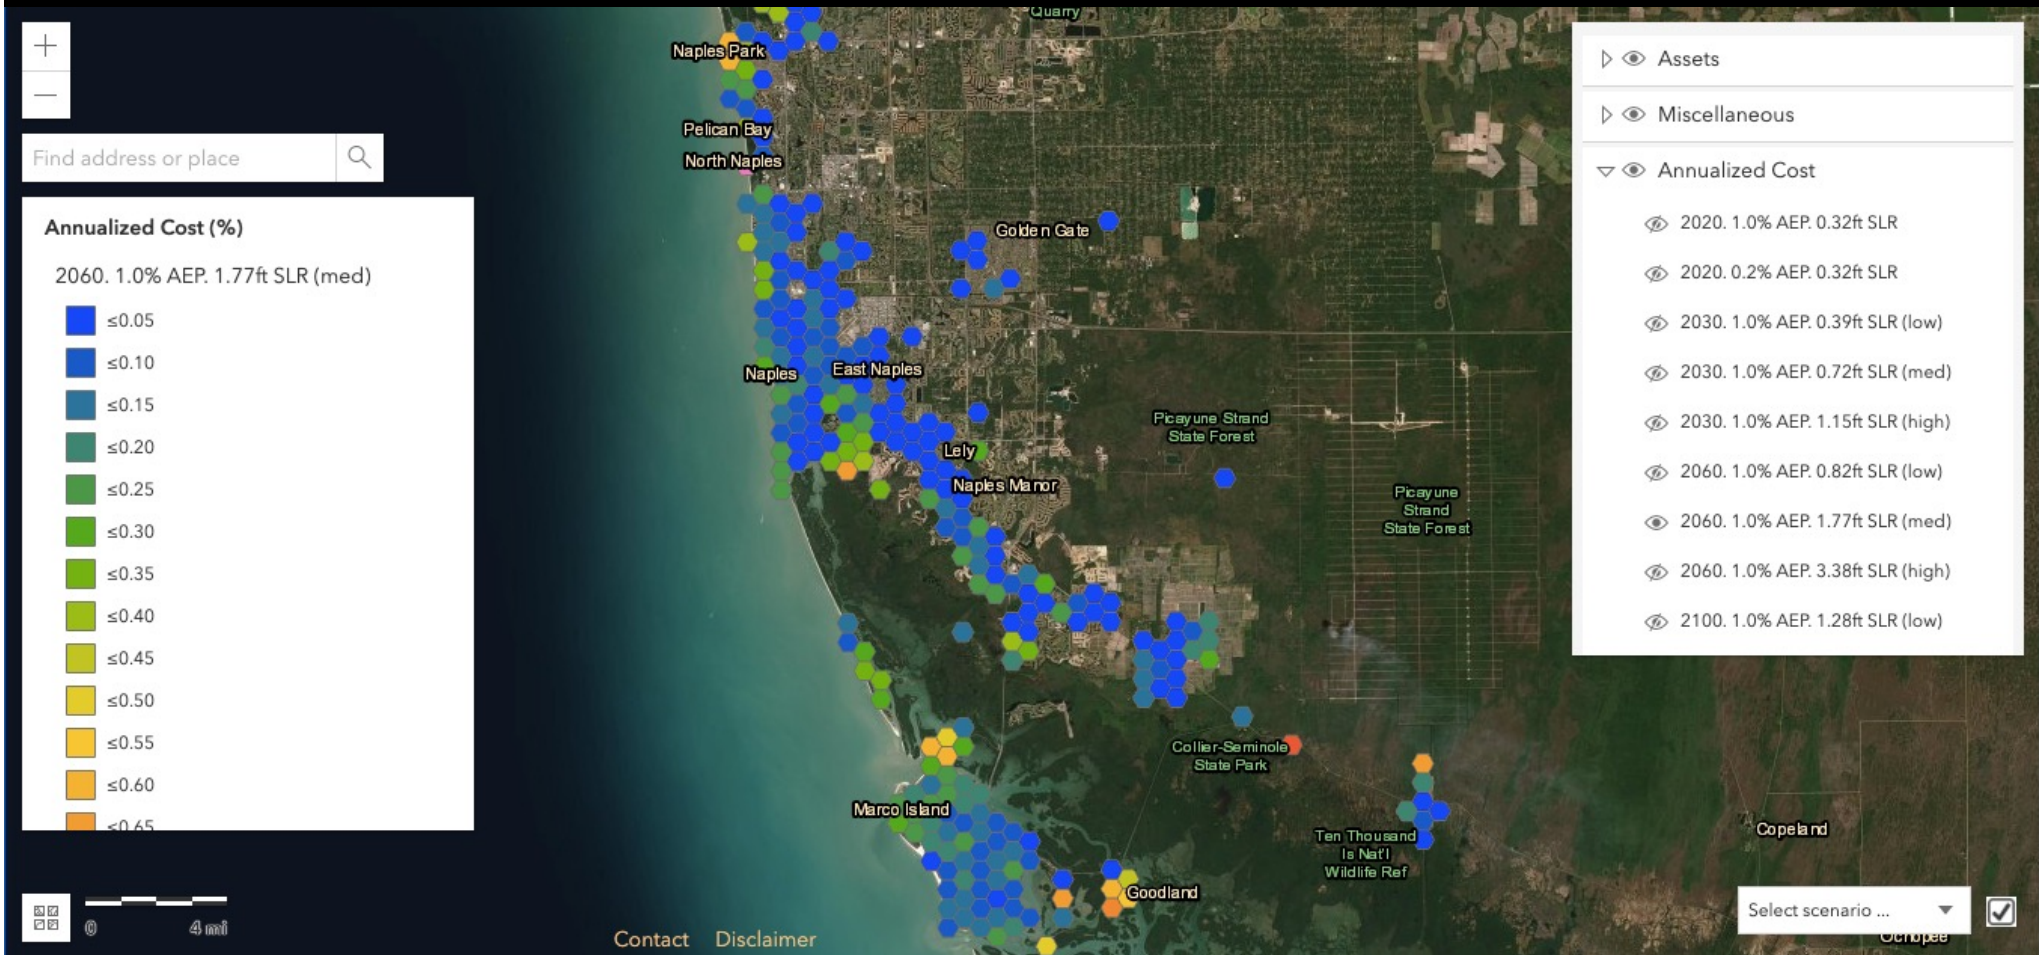 Quarry
Naples Park
Pelican Bay
North Naples
Golden Gate
Naples
East Naples
Picayune Strand
State Forest
Lely
Naples Manor
Picayune
Strand
State Forest
Collier-Seminole
State Park
Marco Island
Ten Thousand
Is Nat'l
Wildlife Ref
Copeland
Goodland
Ochopee
Find address or place
Annualized Cost (%)
2060. 1.0% AEP. 1.77ft SLR (med)
≤0.05
≤0.10
≤0.15
≤0.20
≤0.25
≤0.30
≤0.35
≤0.40
≤0.45
≤0.50
≤0.55
≤0.60
≤0.65
0 4 mi
Contact Disclaimer
Assets
Miscellaneous
Annualized Cost
2020. 1.0% AEP. 0.32ft SLR
2020. 0.2% AEP. 0.32ft SLR
2030. 1.0% AEP. 0.39ft SLR (low)
2030. 1.0% AEP. 0.72ft SLR (med)
2030. 1.0% AEP. 1.15ft SLR (high)
2060. 1.0% AEP. 0.82ft SLR (low)
2060. 1.0% AEP. 1.77ft SLR (med)
2060. 1.0% AEP. 3.38ft SLR (high)
2100. 1.0% AEP. 1.28ft SLR (low)
Select scenario ...